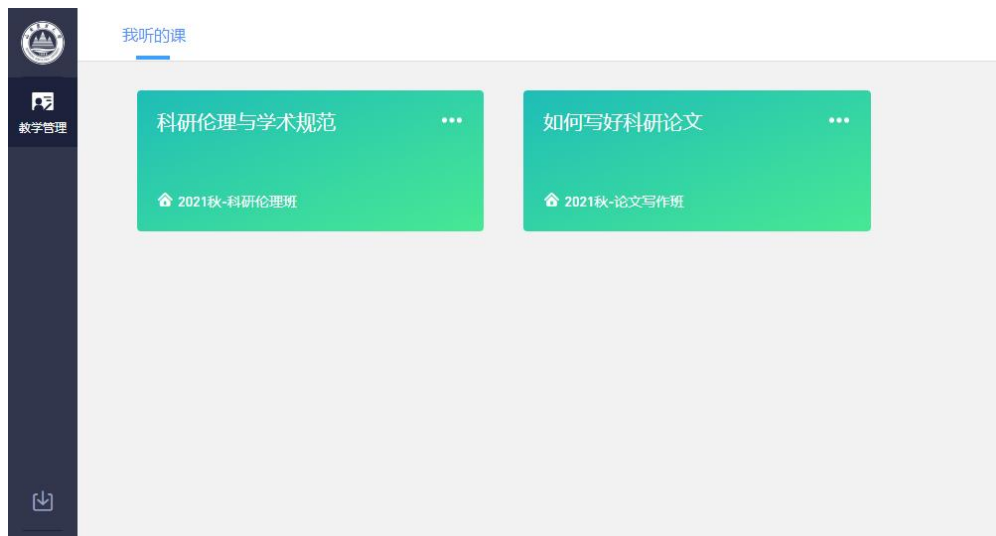 我听的课
教学管理
科研伦理与学术规范
2021秋-科研伦理班
如何写好科研论文
2021秋-论文写作班